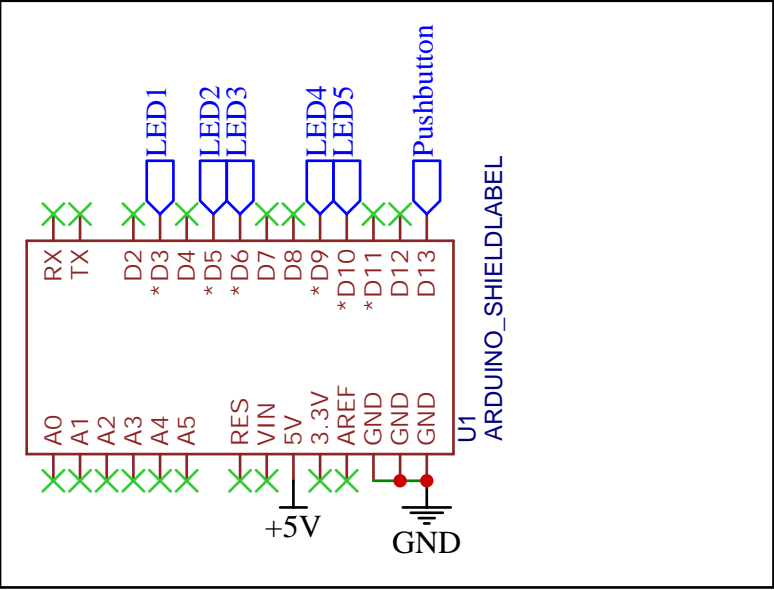 LED1
LED2
LED3
LED4
LED5
Pushbutton
RX
TX
D2
*D3
D4
*D5
*D6
D7
D8
*D9
*D10
*D11
D12
D13
A0
A1
A2
A3
A4
A5
RES
VIN
5V
3.3V
AREF
GND
GND
GND
U1
ARDUINO_SHIELDLABEL
+5V
GND